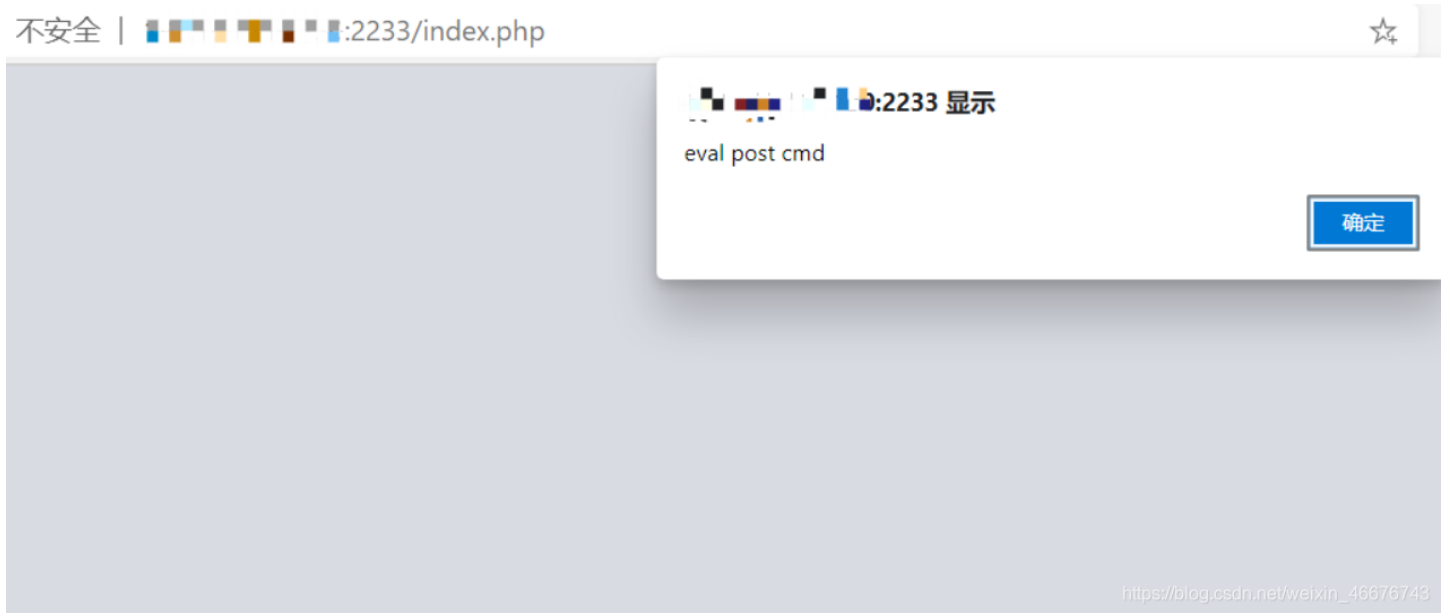 不安全 | :2233/index.php
:2233 显示
eval post cmd
确定
https://blog.csdn.net/weixin_46676743